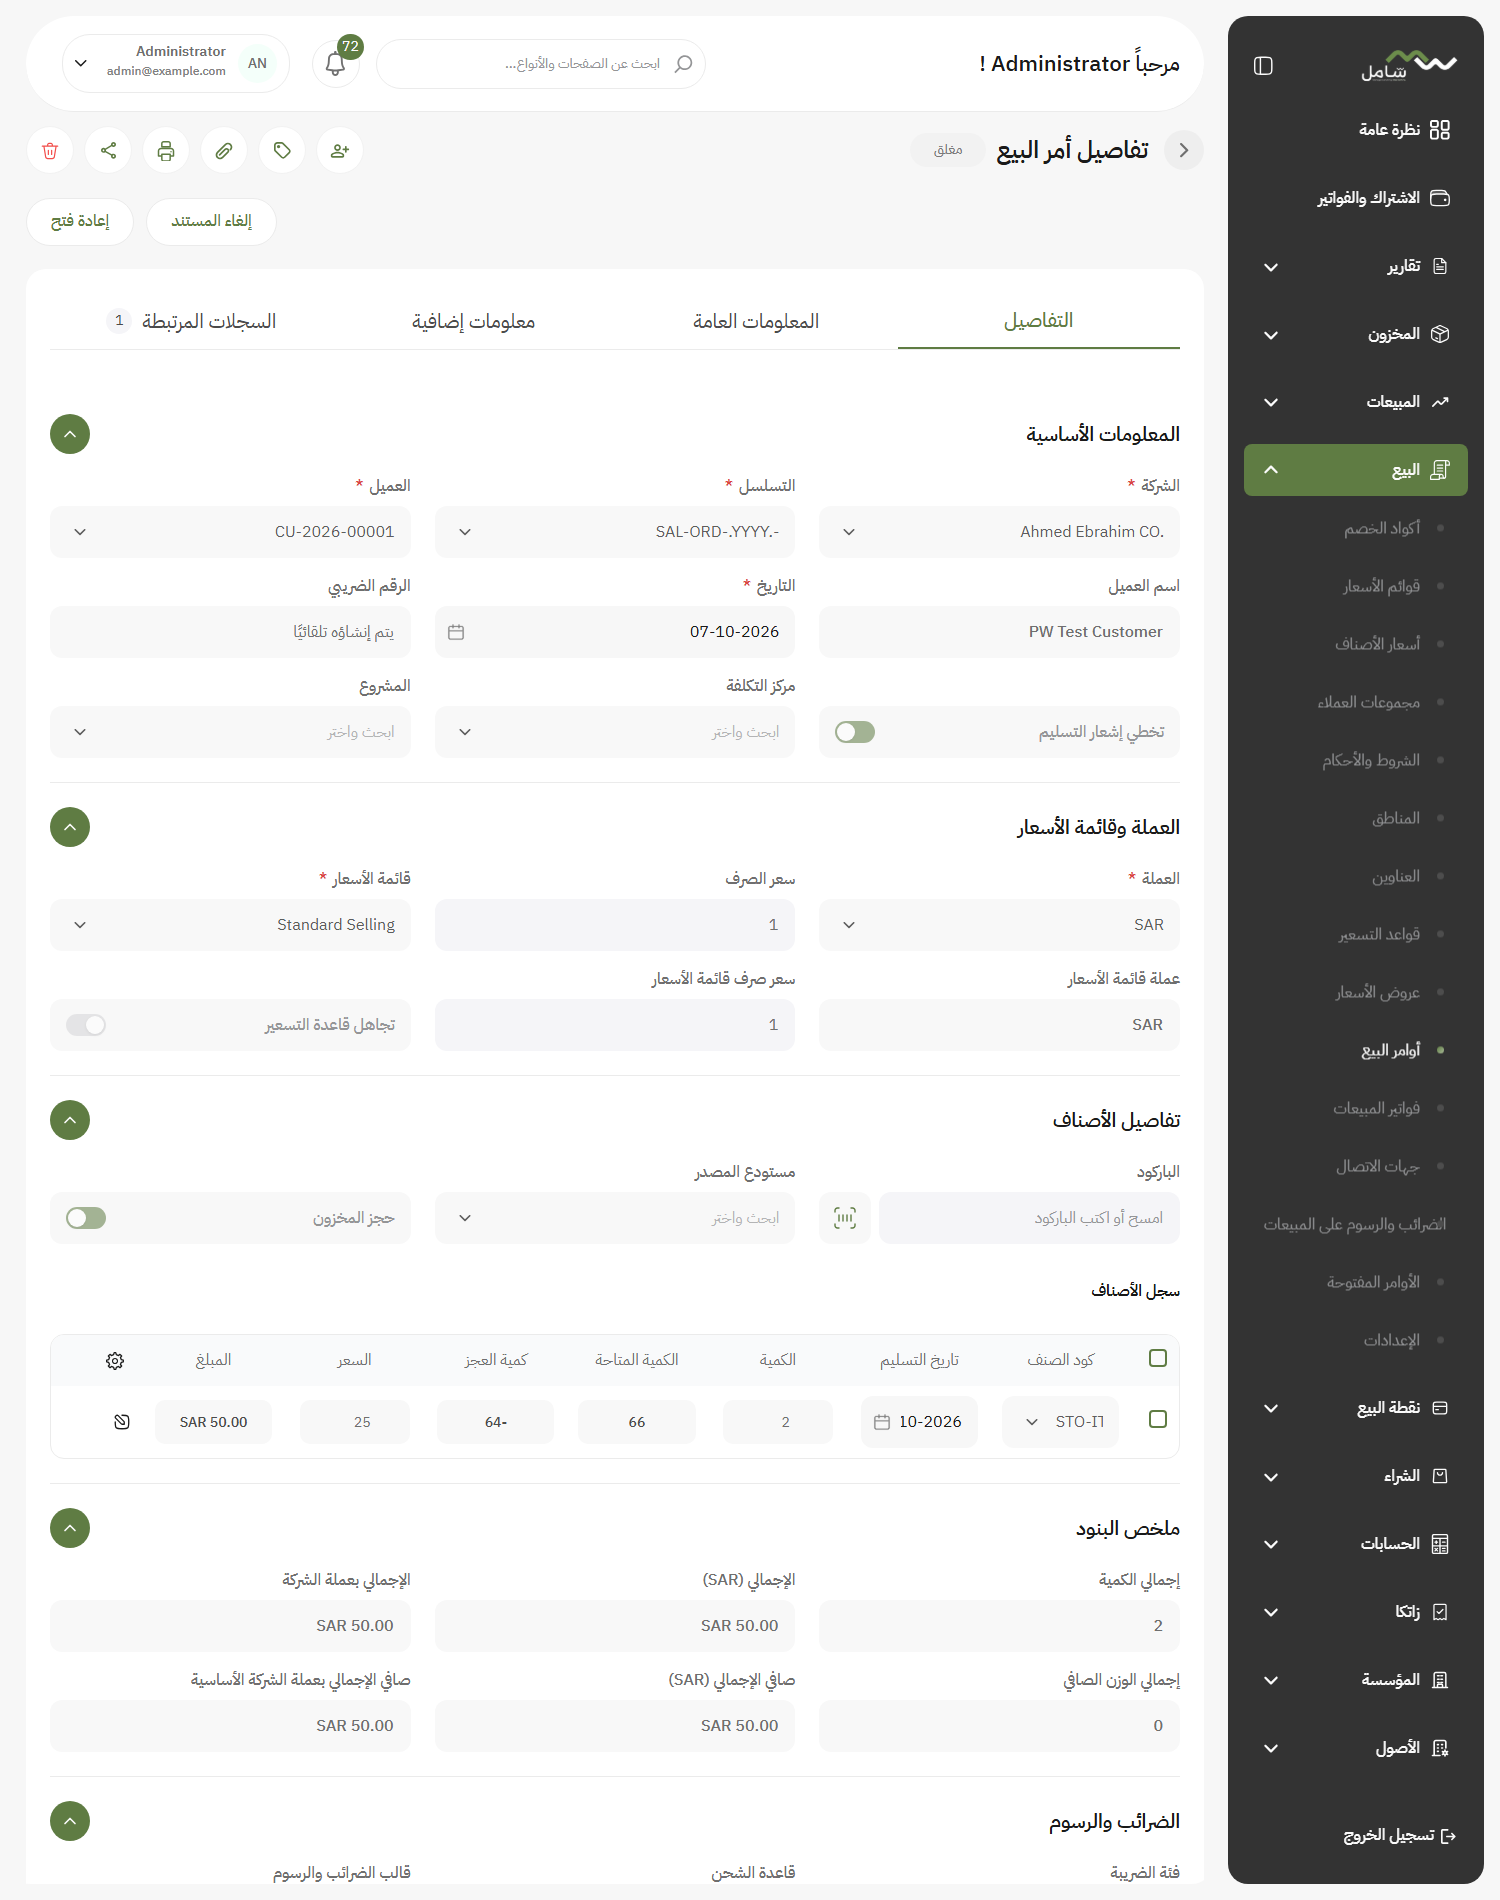 شامل
نظرة عامة
الاشتراك والفواتير
تقارير
المخزون
المبيعات
البيع
أكواد الخصم
قوائم الأسعار
أسعار الأصناف
مجموعات العملاء
الشروط والأحكام
المناطق
العناوين
قواعد التسعير
عروض الأسعار
أوامر البيع
فواتير المبيعات
جهات الاتصال
الضرائب والرسوم على المبيعات
الأوامر المفتوحة
الإعدادات
نقطة البيع
الشراء
الحسابات
زاتكا
المؤسسة
الأصول
تسجيل الخروج
مرحباً Administrator !
ابحث عن الصفحات والأنواع...
72
AN
Administrator
admin@example.com
تفاصيل أمر البيع
مغلق
إلغاء المستند
إعادة فتح
التفاصيل
المعلومات العامة
معلومات إضافية
السجلات المرتبطة 1
المعلومات الأساسية
الشركة *
التسلسل *
العميل *
Ahmed Ebrahim CO.
SAL-ORD-.YYYY.-
CU-2026-00001
اسم العميل
التاريخ *
الرقم الضريبي
PW Test Customer
07-10-2026
يتم إنشاؤه تلقائيًا
مركز التكلفة
المشروع
تخطي إشعار التسليم
ابحث واختر
ابحث واختر
العملة وقائمة الأسعار
العملة *
سعر الصرف
قائمة الأسعار *
SAR
1
Standard Selling
عملة قائمة الأسعار
سعر صرف قائمة الأسعار
SAR
1
تجاهل قاعدة التسعير
تفاصيل الأصناف
الباركود
مستودع المصدر
امسح أو اكتب الباركود
ابحث واختر
حجز المخزون
سجل الأصناف
كود الصنف
تاريخ التسليم
الكمية
الكمية المتاحة
كمية العجز
السعر
المبلغ
STO-IT
10-2026
2
66
64-
25
SAR 50.00
ملخص البنود
إجمالي الكمية
الإجمالي (SAR)
الإجمالي بعملة الشركة
2
SAR 50.00
SAR 50.00
إجمالي الوزن الصافي
صافي الإجمالي (SAR)
صافي الإجمالي بعملة الشركة الأساسية
0
SAR 50.00
SAR 50.00
الضرائب والرسوم
فئة الضريبة
قاعدة الشحن
قالب الضرائب والرسوم